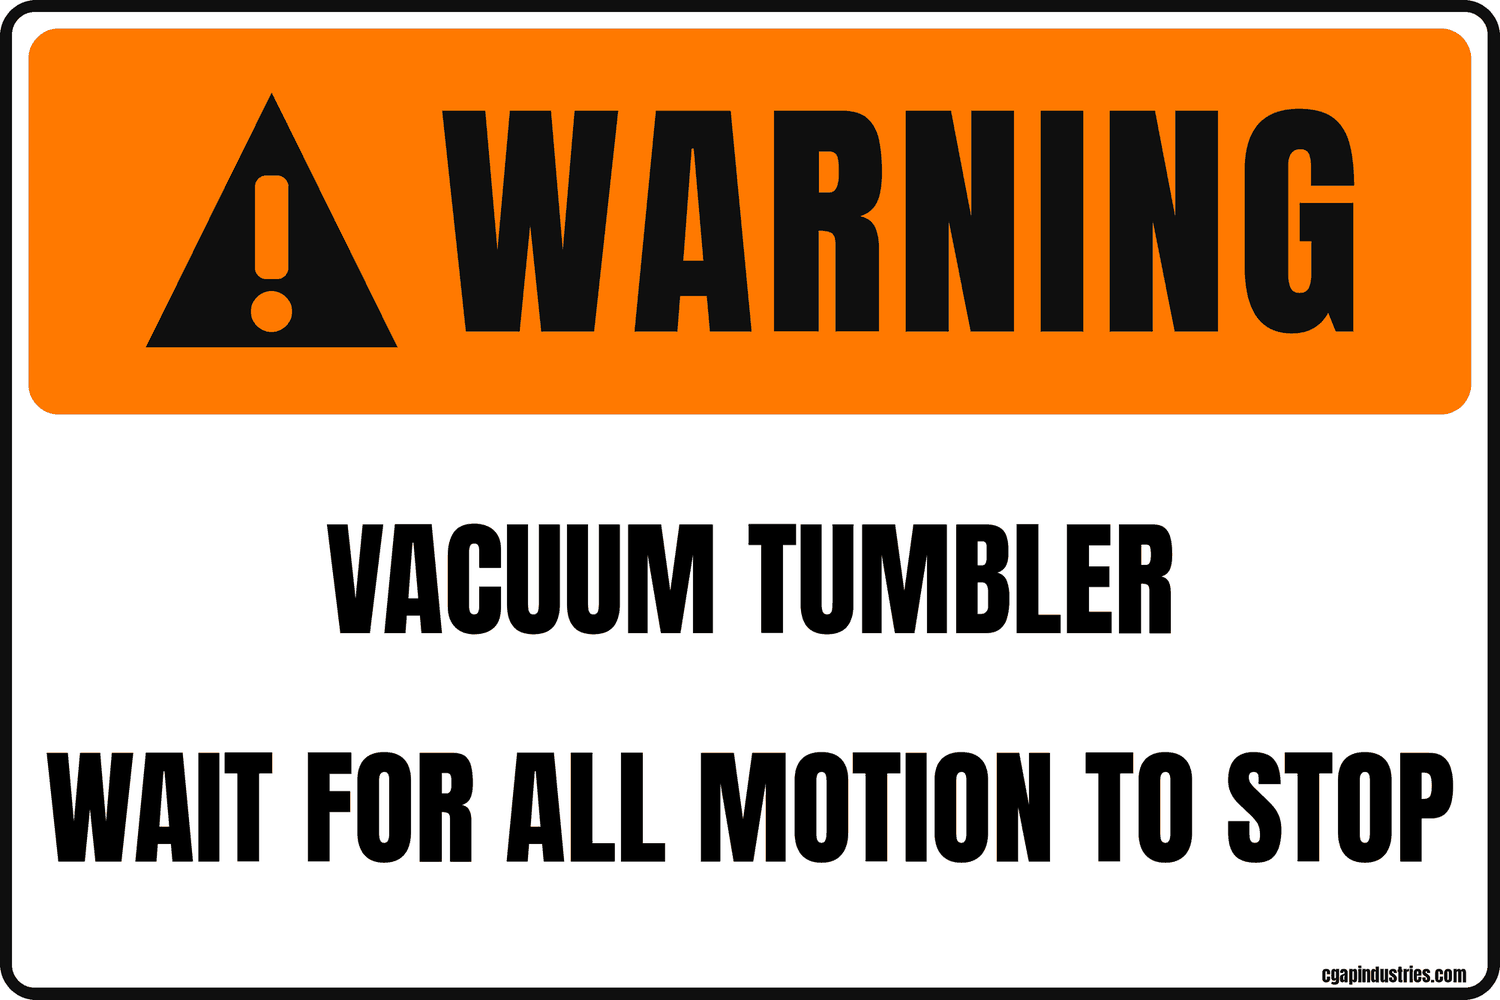 WARNING
VACUUM TUMBLER
WAIT FOR ALL MOTION TO STOP
cgapindustries.com